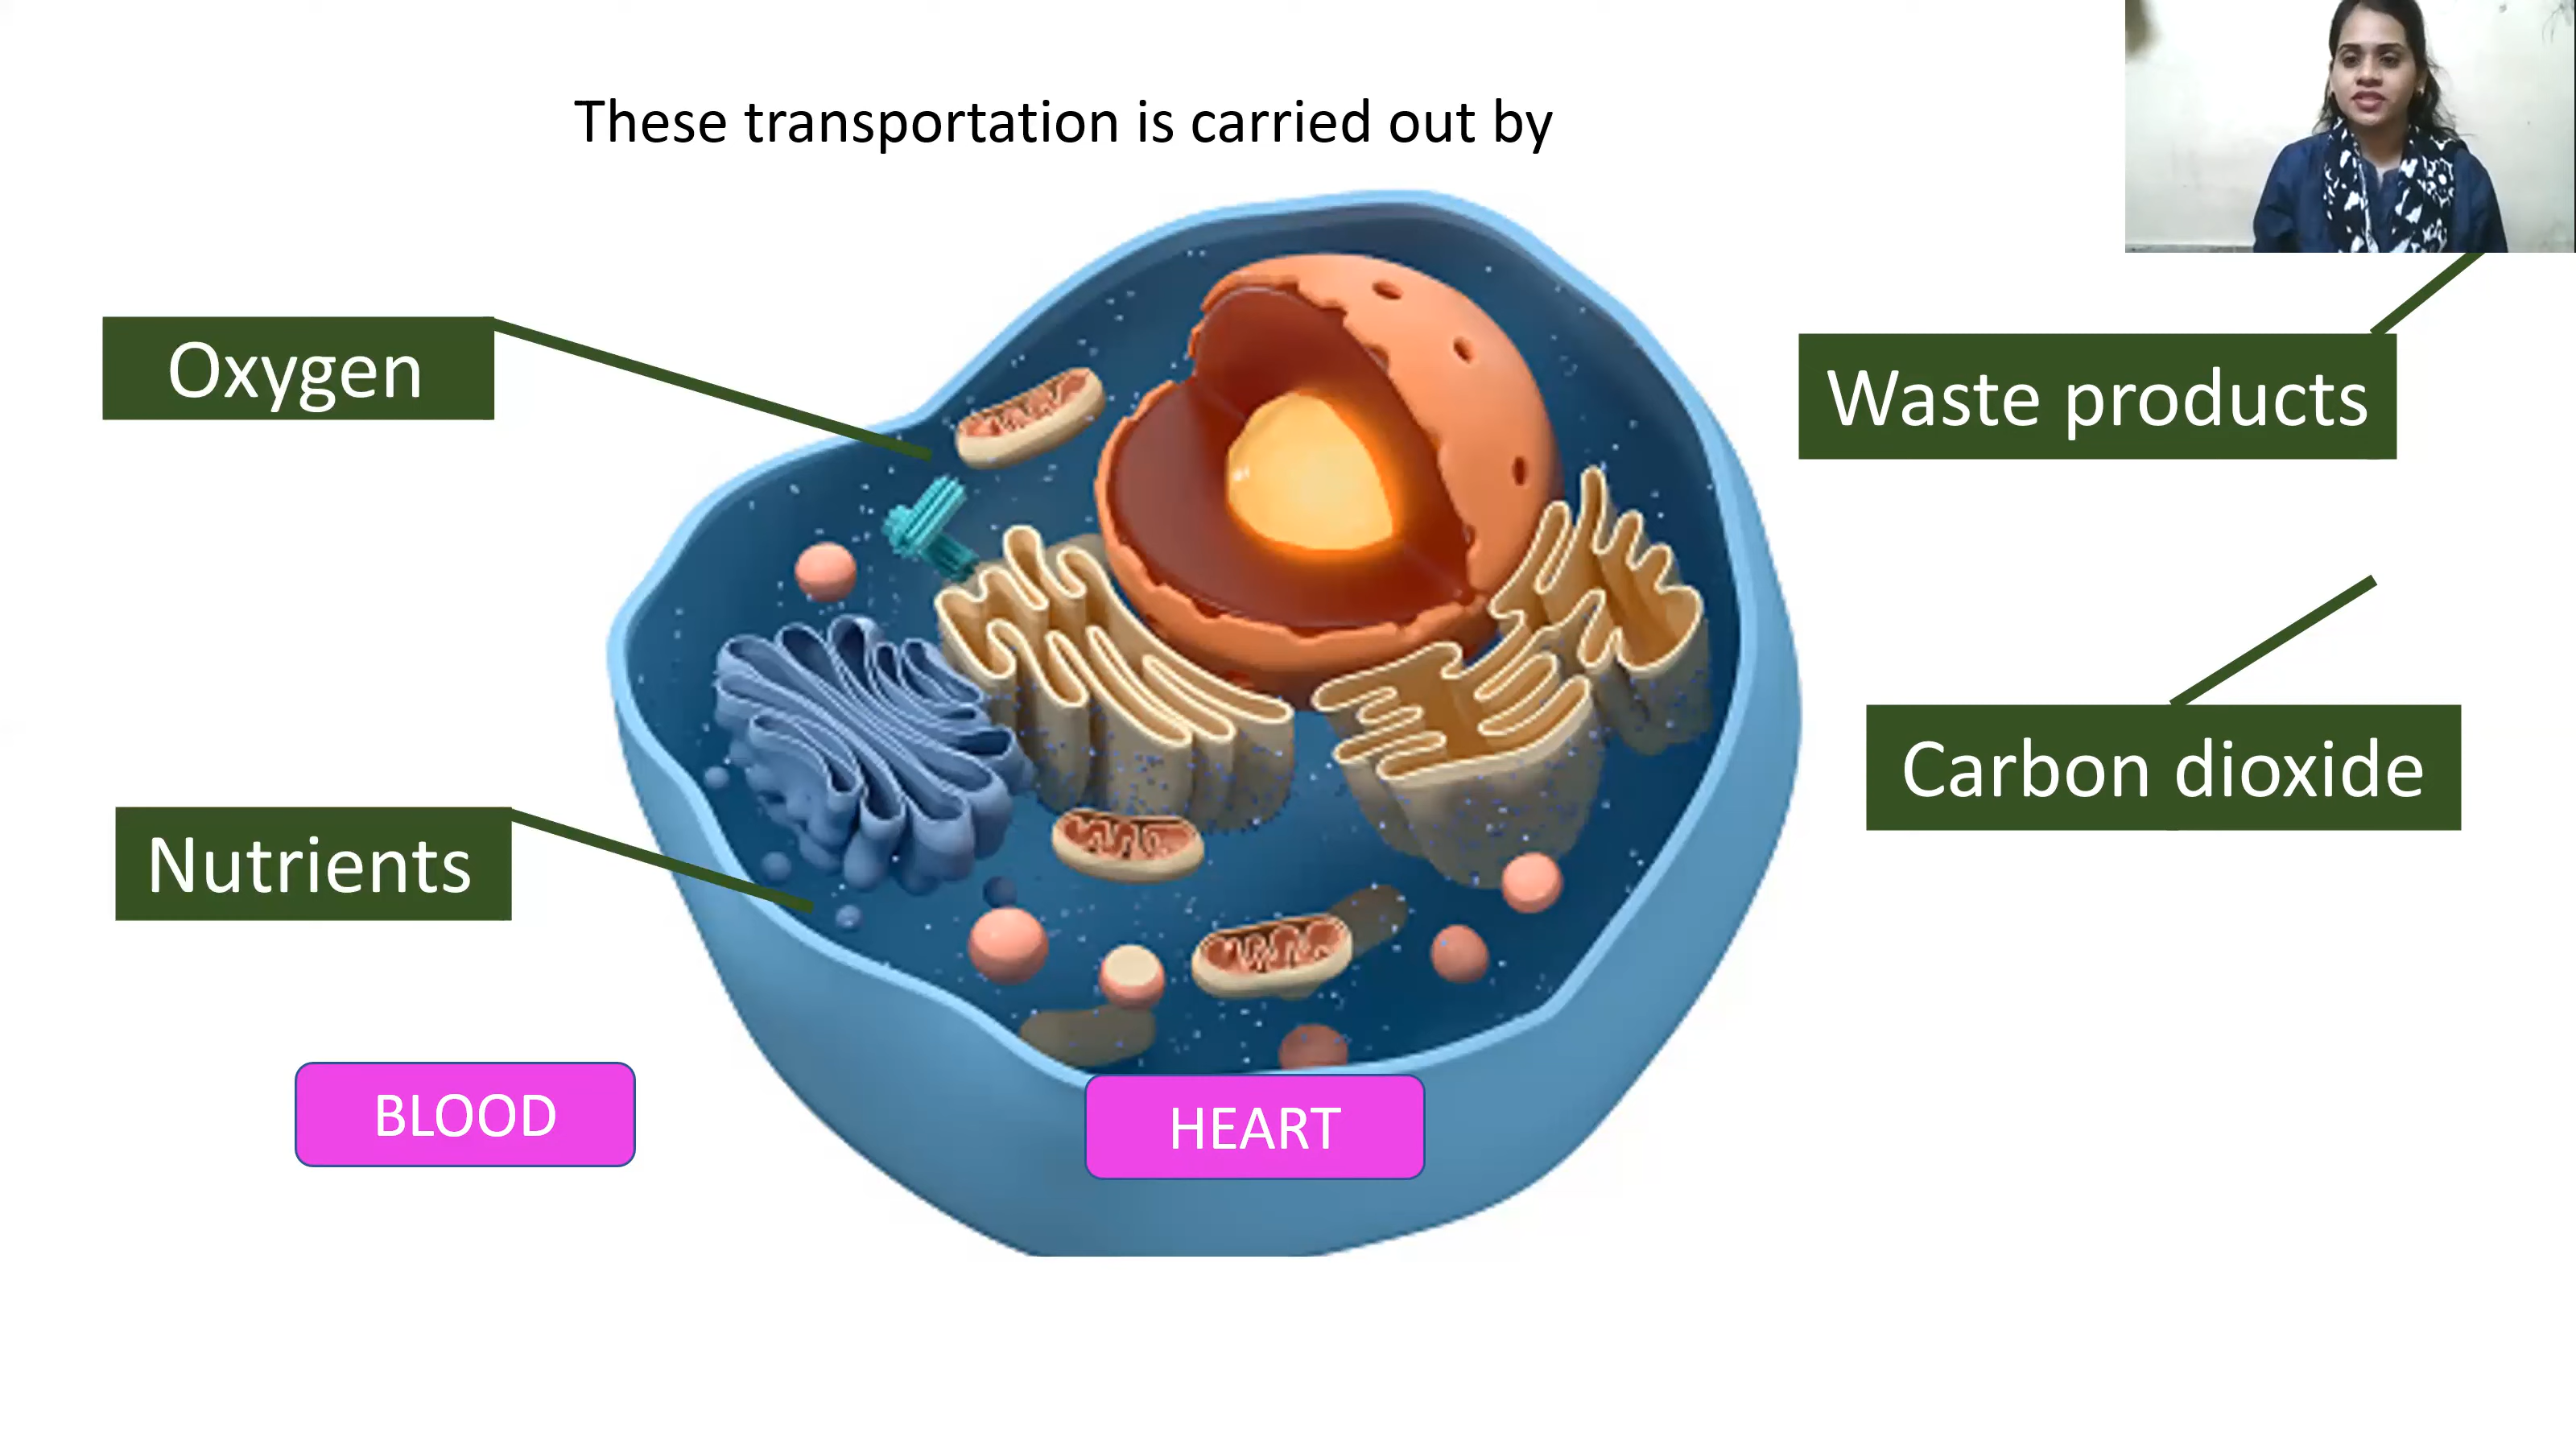 These transportation is carried out by
Oxygen
Waste products
Carbon dioxide
Nutrients
BLOOD
HEART